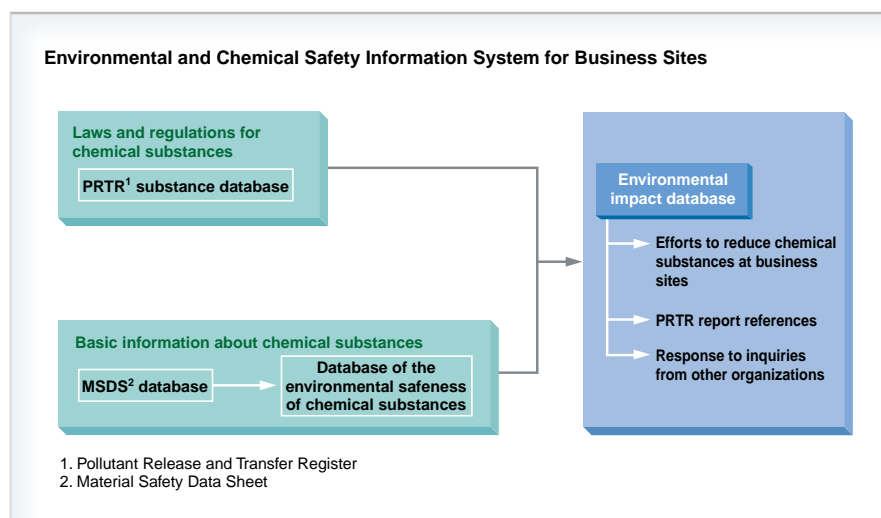 Environmental and Chemical Safety Information System for Business Sites
Laws and regulations for
chemical substances
PRTR¹ substance database
Basic information about chemical substances
MSDS² database
Database of the
environmental safeness
of chemical substances
Environmental
impact database
Efforts to reduce chemical
substances at business
sites
PRTR report references
Response to inquiries
from other organizations
1. Pollutant Release and Transfer Register
2. Material Safety Data Sheet